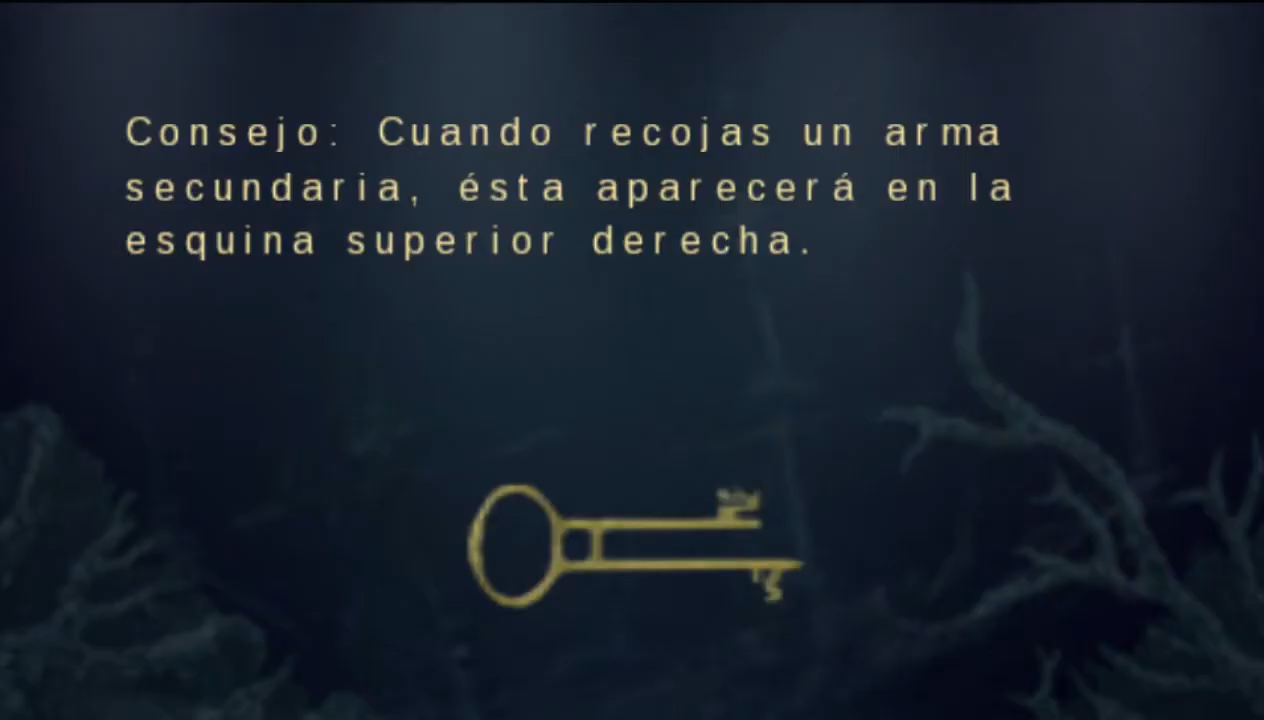 Consejo: Cuando recojas un arma
secundaria, ésta aparecerá en la
esquina superior derecha.